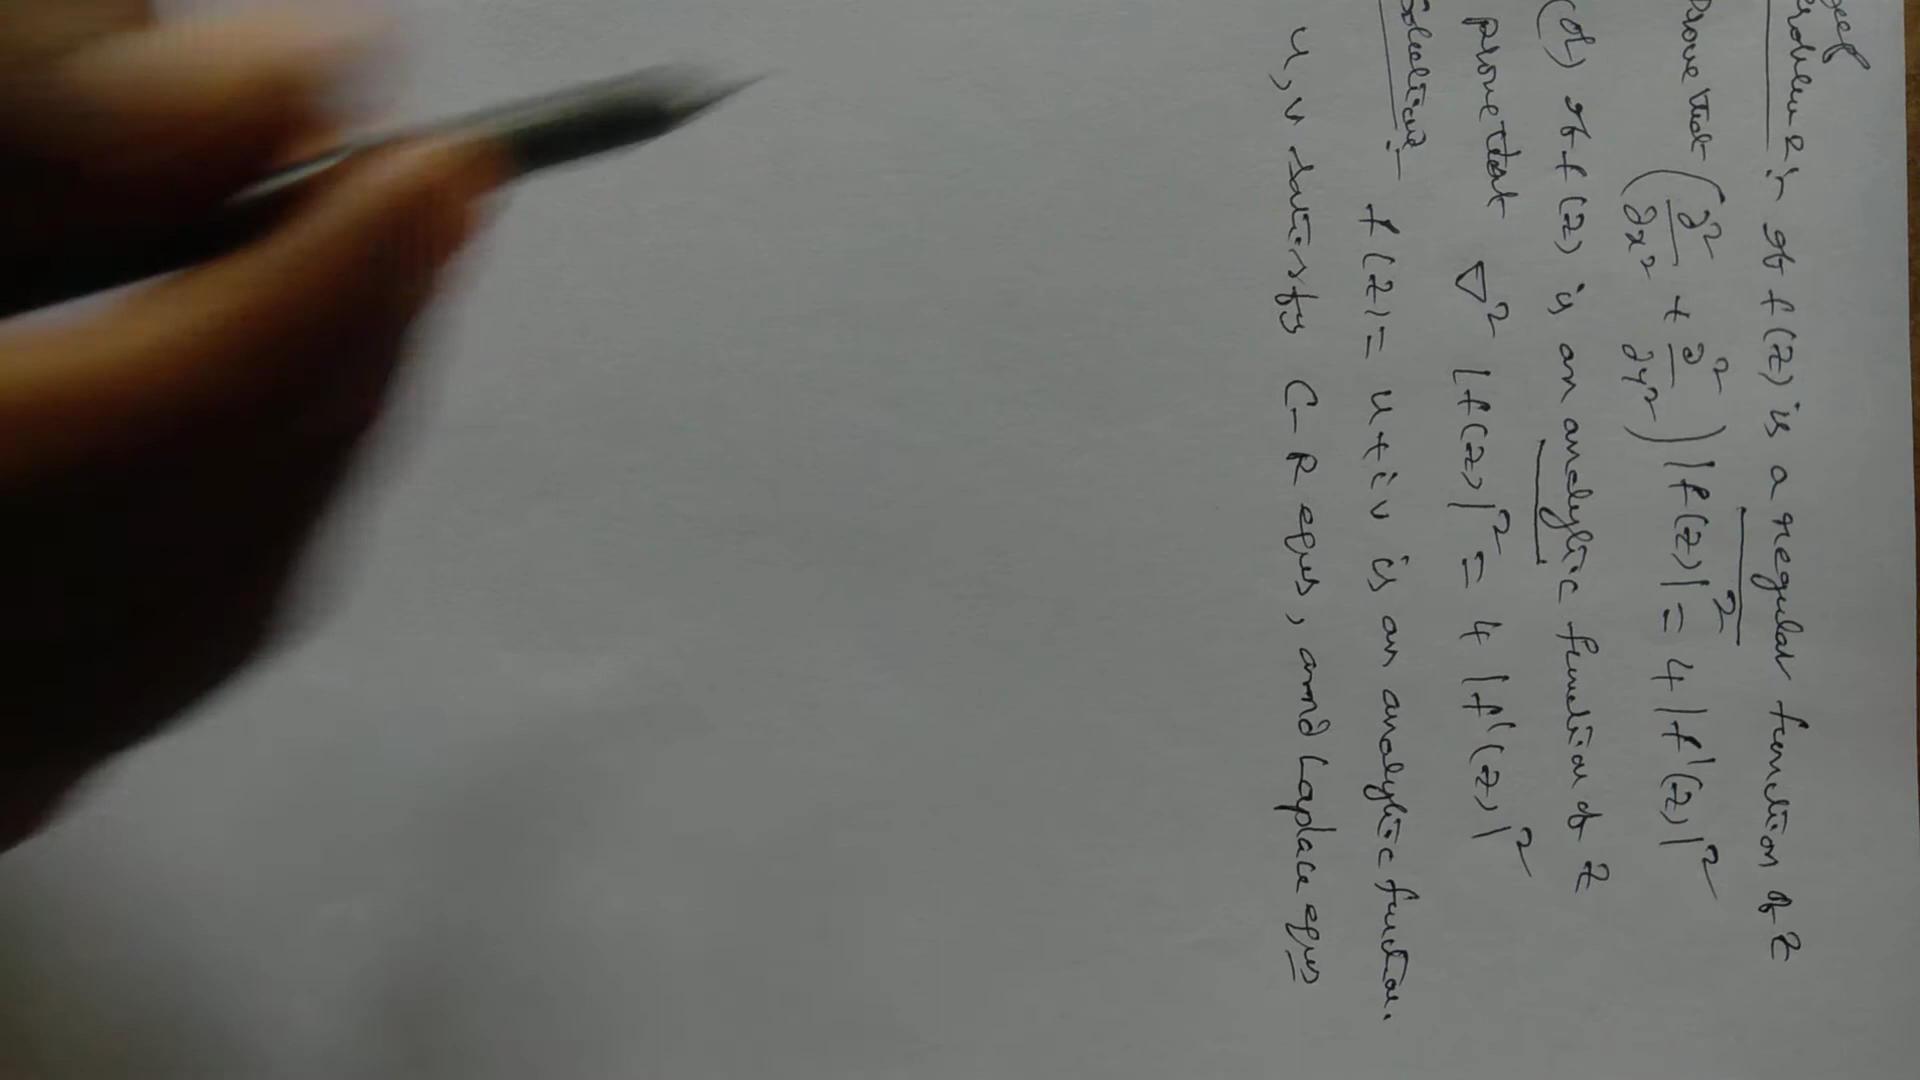 Problem 2 :- If f(z) is a regular function of z
Prove that (∂²/∂x² + ∂²/∂y²) |f(z)|² = 4 |f'(z)|²
(or) If f(z) is an analytic function of z
prove that ∇² |f(z)|² = 4 |f'(z)|²
Solution :- f(z) = u+iv is an analytic function.
u, v satisfy C-R eqns, and Laplace eqns